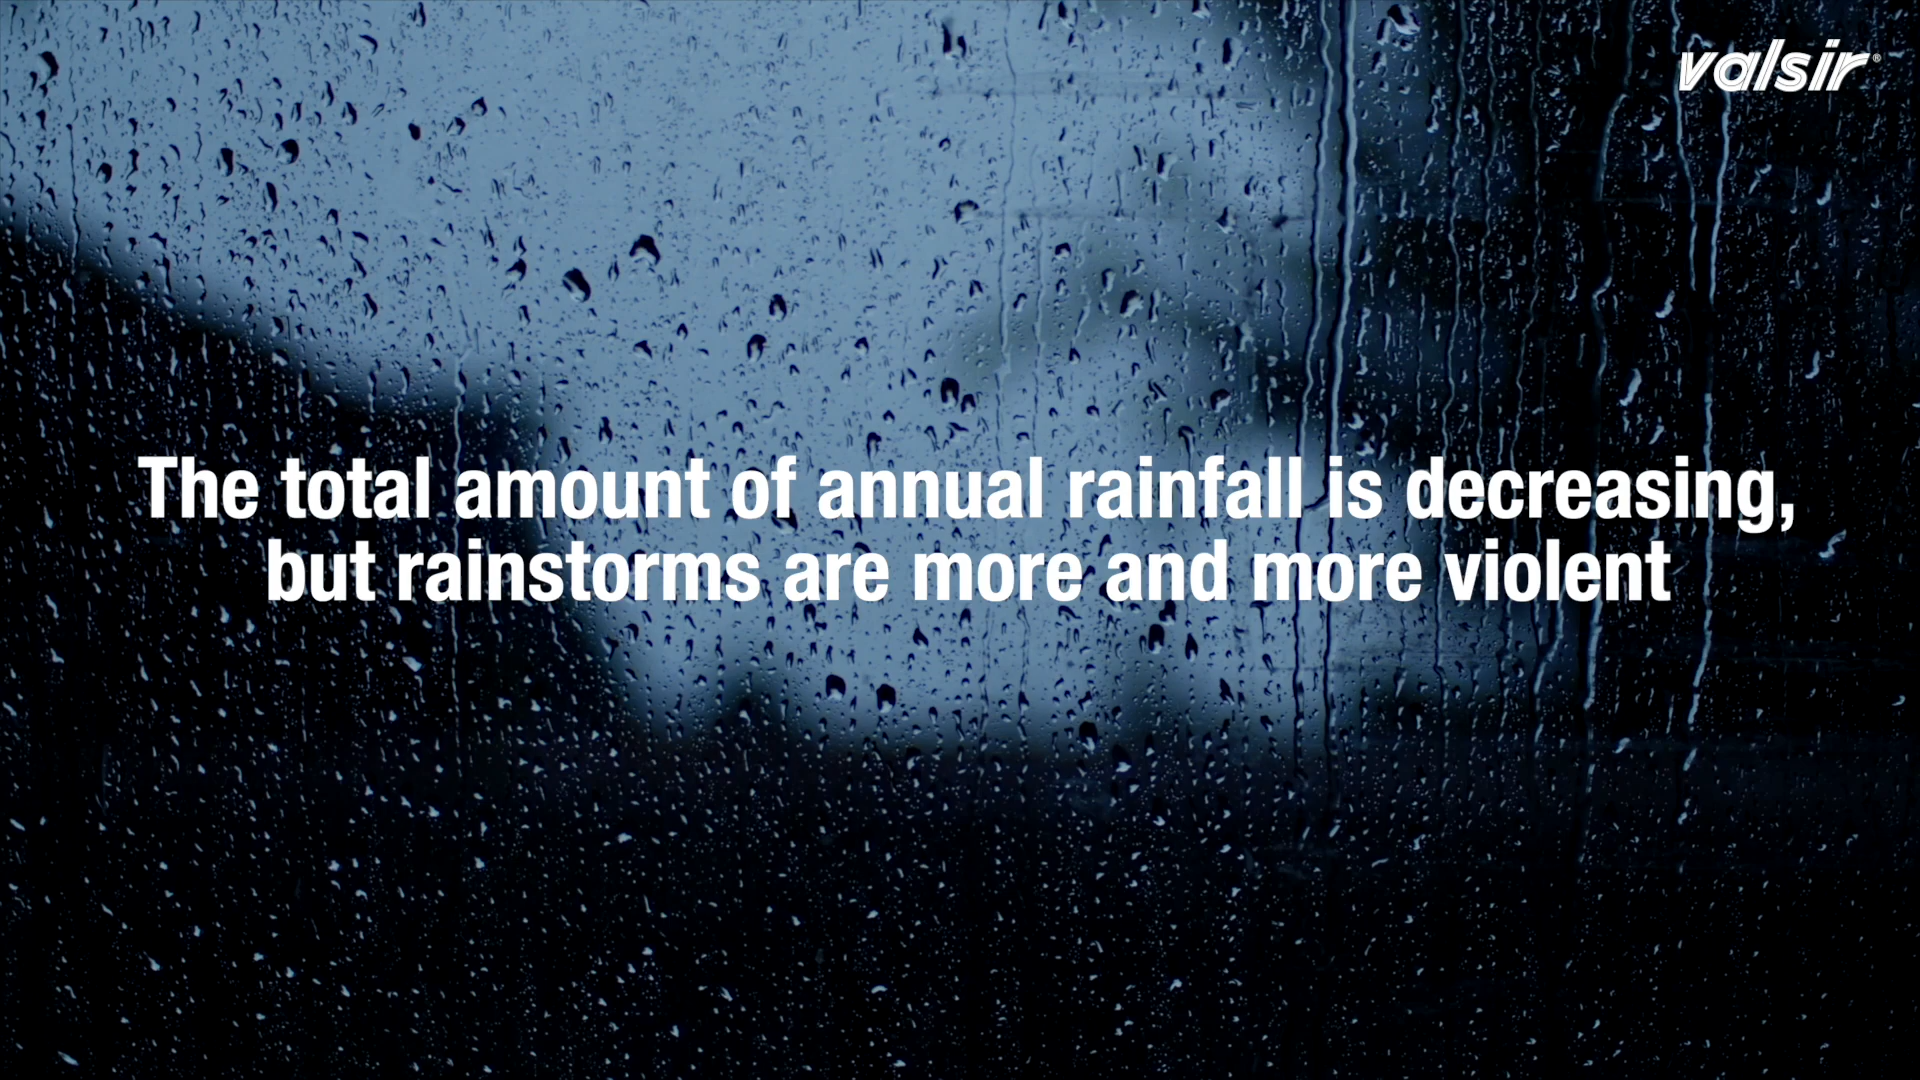 valsir®
The total amount of annual rainfall is decreasing,
but rainstorms are more and more violent